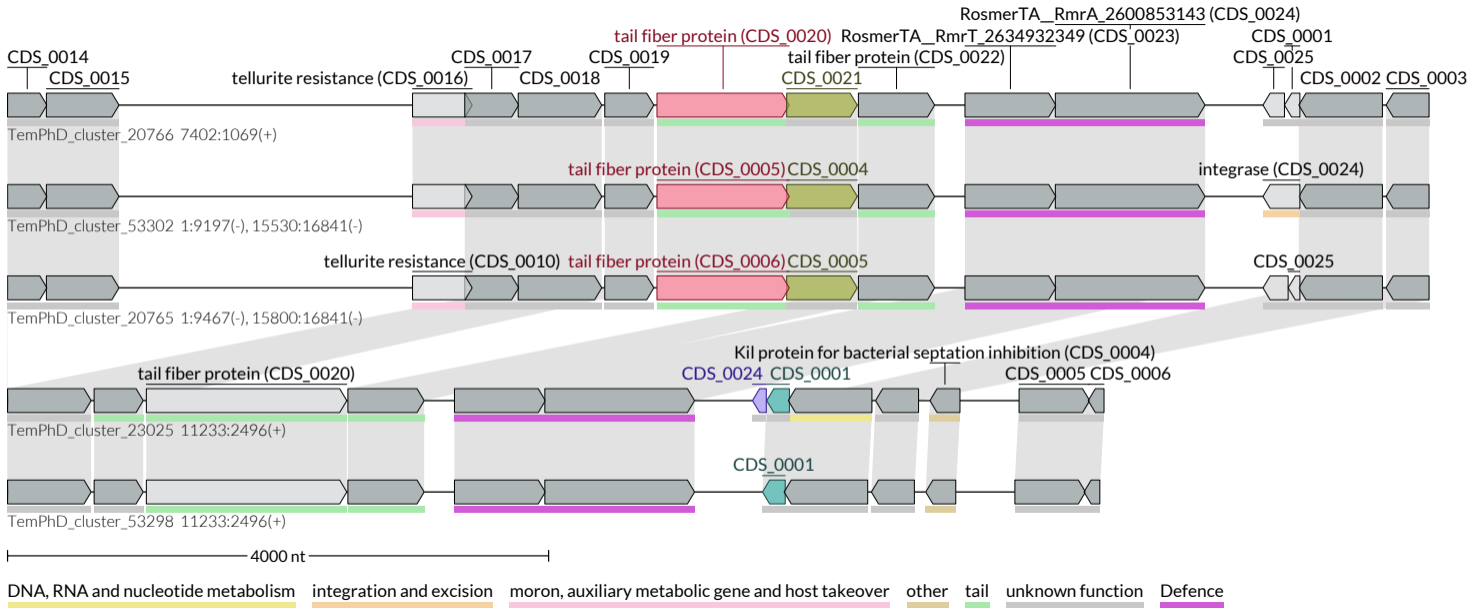 RosmerTA__RmrA_2600853143 (CDS_0024)
tail fiber protein (CDS_0020) RosmerTA__RmrT_2634932349 (CDS_0023) CDS_0001
CDS_0014 CDS_0017 CDS_0019 tail fiber protein (CDS_0022) CDS_0025
CDS_0015 tellurite resistance (CDS_0016) CDS_0018 CDS_0021 CDS_0002 CDS_0003
TemPhD_cluster_20766 7402:1069(+)
tail fiber protein (CDS_0005) CDS_0004 integrase (CDS_0024)
TemPhD_cluster_53302 1:9197(-), 15530:16841(-)
tellurite resistance (CDS_0010) tail fiber protein (CDS_0006) CDS_0005 CDS_0025
TemPhD_cluster_20765 1:9467(-), 15800:16841(-)
Kil protein for bacterial septation inhibition (CDS_0004)
tail fiber protein (CDS_0020) CDS_0024 CDS_0001 CDS_0005 CDS_0006
TemPhD_cluster_23025 11233:2496(+)
CDS_0001
TemPhD_cluster_53298 11233:2496(+)
4000 nt
DNA, RNA and nucleotide metabolism integration and excision moron, auxiliary metabolic gene and host takeover other tail unknown function Defence